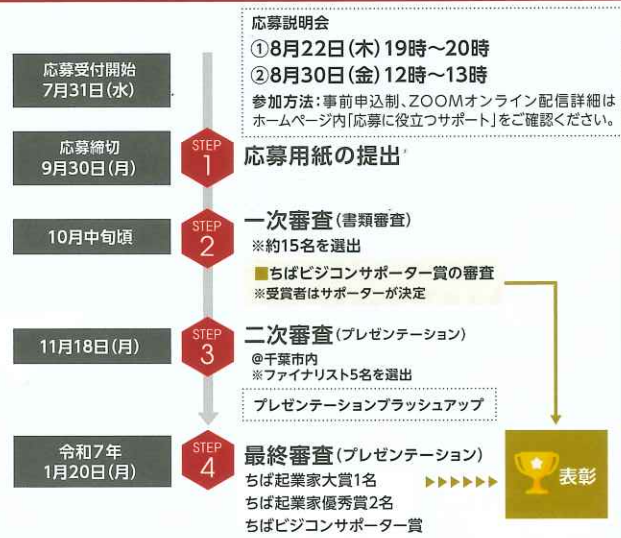 応募説明会
①8月22日(木)19時～20時
②8月30日(金)12時～13時
参加方法：事前申込制、ZOOMオンライン配信詳細は
ホームページ内「応募に役立つサポート」をご確認ください。
応募受付開始
7月31日(水)
応募締切
9月30日(月)
STEP
1
応募用紙の提出
10月中旬頃
STEP
2
一次審査(書類審査)
※約15名を選出
■ちばビジコンサポーター賞の審査
※受賞者はサポーターが決定
11月18日(月)
STEP
3
二次審査(プレゼンテーション)
@千葉市内
※ファイナリスト5名を選出
プレゼンテーションブラッシュアップ
令和7年
1月20日(月)
STEP
4
最終審査(プレゼンテーション)
ちば起業家大賞1名
ちば起業家優秀賞2名
ちばビジコンサポーター賞
表彰